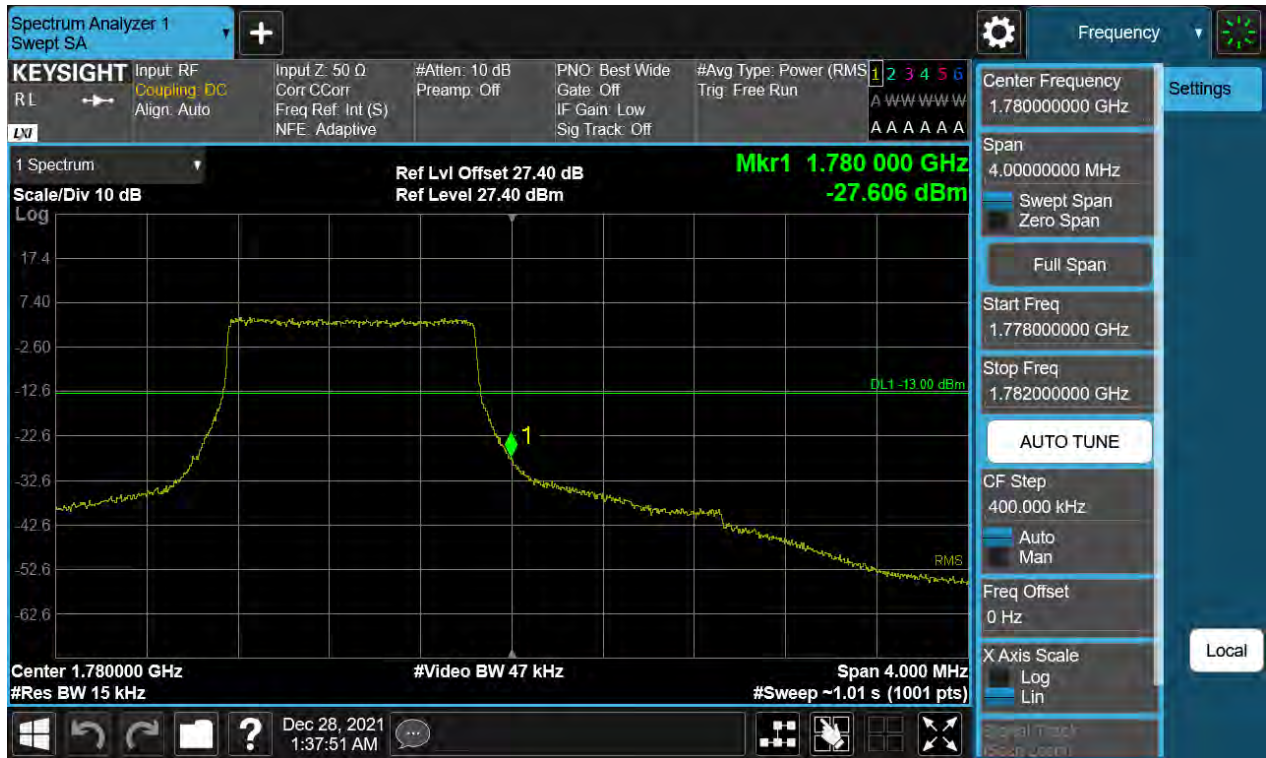 Spectrum Analyzer 1
Swept SA
+
Frequency
KEYSIGHT
RL
LXI
Input: RF
Coupling: DC
Align: Auto
Input Z: 50 Ω
Corr CCorr
Freq Ref: Int (S)
NFE: Adaptive
#Atten: 10 dB
Preamp: Off
PNO: Best Wide
Gate: Off
IF Gain: Low
Sig Track: Off
#Avg Type: Power (RMS
Trig: Free Run
1 2 3 4 5 6
A W W W W W
A A A A A A
1 Spectrum
Scale/Div 10 dB
Log
Ref Lvl Offset 27.40 dB
Ref Level 27.40 dBm
Mkr1 1.780 000 GHz
-27.606 dBm
17.4
7.40
-2.60
-12.6
-22.6
-32.6
-42.6
-52.6
-62.6
DL1 -13.00 dBm
1
RMS
Center 1.780000 GHz
#Video BW 47 kHz
Span 4.000 MHz
#Res BW 15 kHz
#Sweep ~1.01 s (1001 pts)
Center Frequency
1.780000000 GHz
Span
4.00000000 MHz
Swept Span
Zero Span
Full Span
Start Freq
1.778000000 GHz
Stop Freq
1.782000000 GHz
AUTO TUNE
CF Step
400.000 kHz
Auto
Man
Freq Offset
0 Hz
X Axis Scale
Log
Lin
Signal Track
(Span Zoom)
Settings
Local
?
Dec 28, 2021
1:37:51 AM